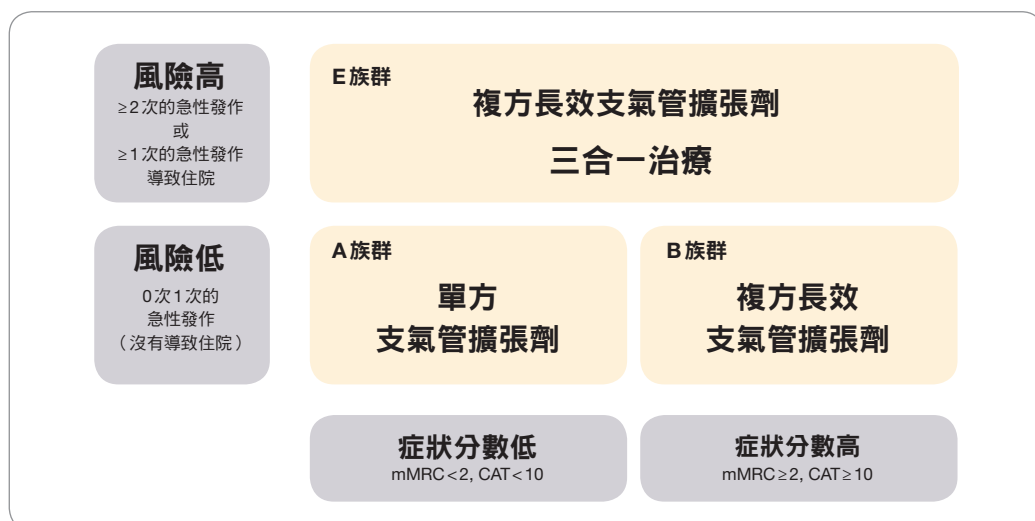 風險高
≥2次的急性發作
或
≥1次的急性發作
導致住院
E族群
複方長效支氣管擴張劑
三合一治療
風險低
0次1次的
急性發作
（沒有導致住院）
A族群
單方
支氣管擴張劑
B族群
複方長效
支氣管擴張劑
症狀分數低
mMRC<2, CAT<10
症狀分數高
mMRC≥2, CAT≥10